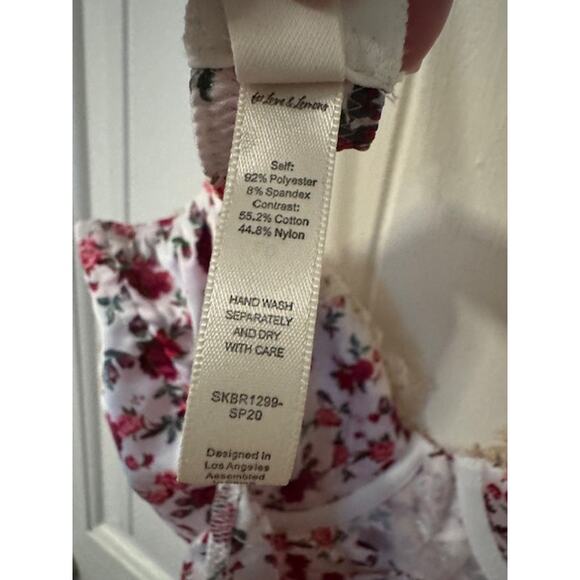 for Love & Lemons
Self:
92% Polyester
8% Spandex
Contrast:
55.2% Cotton
44.8% Nylon
HAND WASH
SEPARATELY
AND DRY
WITH CARE
SKBR1299-
SP20
Designed in
Los Angeles
Assembled